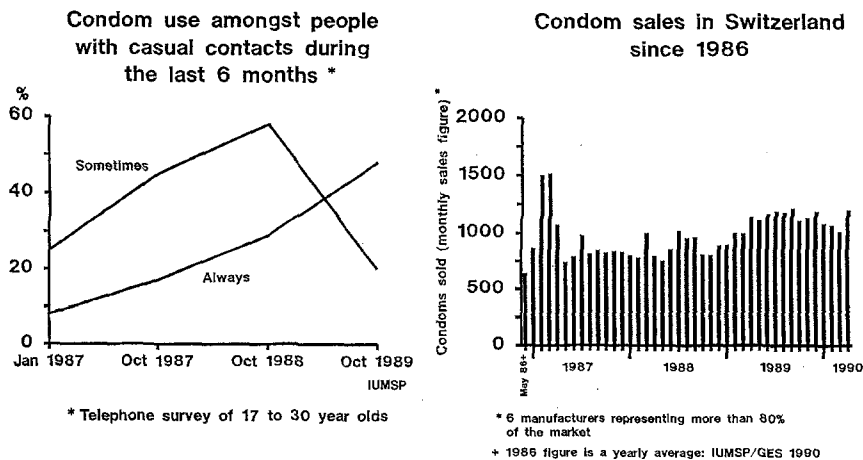 Condom use amongst people
with casual contacts during
the last 6 months *
%
60
40
20
0
Sometimes
Always
Jan 1987 Oct 1987 Oct 1988 Oct 1989
IUMSP
* Telephone survey of 17 to 30 year olds
Condom sales in Switzerland
since 1986
Condoms sold (monthly sales figure) *
2000
1500
1000
500
0
May 86+ 1987 1988 1989 1990
* 6 manufacturers representing more than 80%
of the market
+ 1986 figure is a yearly average: IUMSP/GES 1990